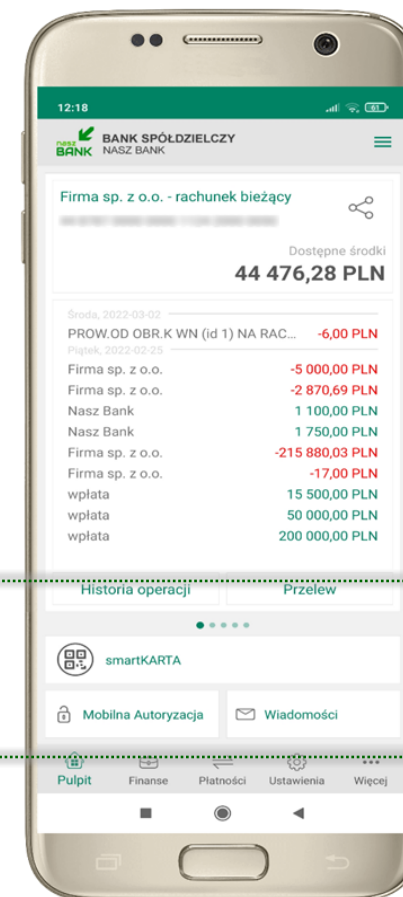 12:18
61
nasz BANK
BANK SPÓŁDZIELCZY
NASZ BANK
Firma sp. z o.o. - rachunek bieżący
Dostępne środki
44 476,28 PLN
Środa, 2022-03-02
PROW.OD OBR.K WN (id 1) NA RAC... -6,00 PLN
Piątek, 2022-02-25
Firma sp. z o.o. -5 000,00 PLN
Firma sp. z o.o. -2 870,69 PLN
Nasz Bank 1 100,00 PLN
Nasz Bank 1 750,00 PLN
Firma sp. z o.o. -215 880,03 PLN
Firma sp. z o.o. -17,00 PLN
wpłata 15 500,00 PLN
wpłata 50 000,00 PLN
wpłata 200 000,00 PLN
Historia operacji Przelew
smartKARTA
Mobilna Autoryzacja Wiadomości
Pulpit Finanse Płatności Ustawienia Więcej